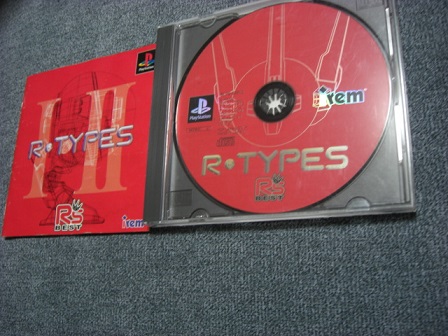 I II
R•TYPES
R's
BEST
irem
PlayStation
irem
R•TYPES
R's
BEST